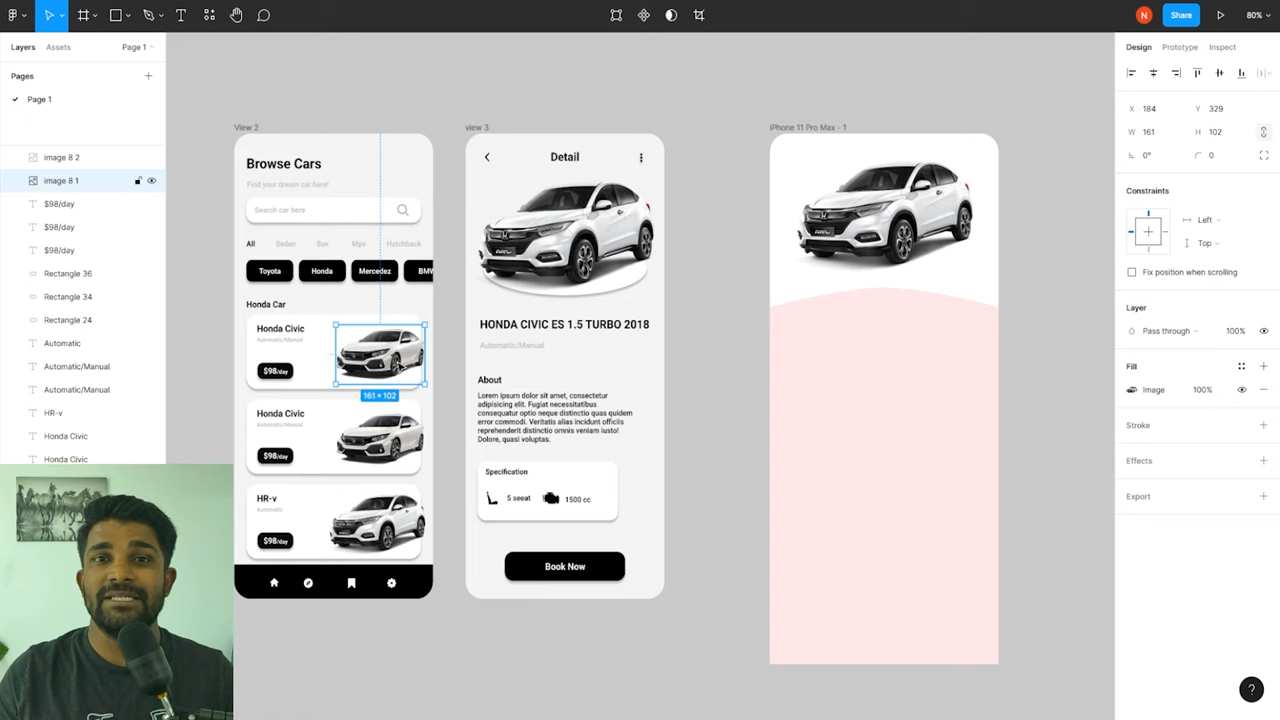 N
Share
80%
Layers
Assets
Page 1
Pages
Page 1
image 8 2
image 8 1
$98/day
$98/day
$98/day
Rectangle 36
Rectangle 34
Rectangle 24
Automatic
Automatic/Manual
Automatic/Manual
HR-v
Honda Civic
Honda Civic
View 2
Browse Cars
Find your dream car here!
Search car here
All
Sedan
Suv
Mpv
Hatchback
Toyota
Honda
Mercedez
BMW
Honda Car
Honda Civic
Automatic/Manual
$98/day
161 × 102
Honda Civic
Automatic/Manual
$98/day
HR-v
Automatic
$98/day
view 3
Detail
HONDA CIVIC ES 1.5 TURBO 2018
Automatic/Manual
About
Lorem ipsum dolor sit amet, consectetur
adipisicing elit. Fugiat necessitatibus
consequatur optio neque distinctio quas quidem
error commodi. Veritatis alias incidunt officiis
reprehenderit distinctio omnis veniam iusto!
Dolore, quasi voluptas.
Specification
5 seeat
1500 cc
Book Now
iPhone 11 Pro Max - 1
Design
Prototype
Inspect
X 184
Y 329
W 161
H 102
0°
0
Constraints
Left
Top
Fix position when scrolling
Layer
Pass through
100%
Fill
Image
100%
Stroke
Effects
Export
?